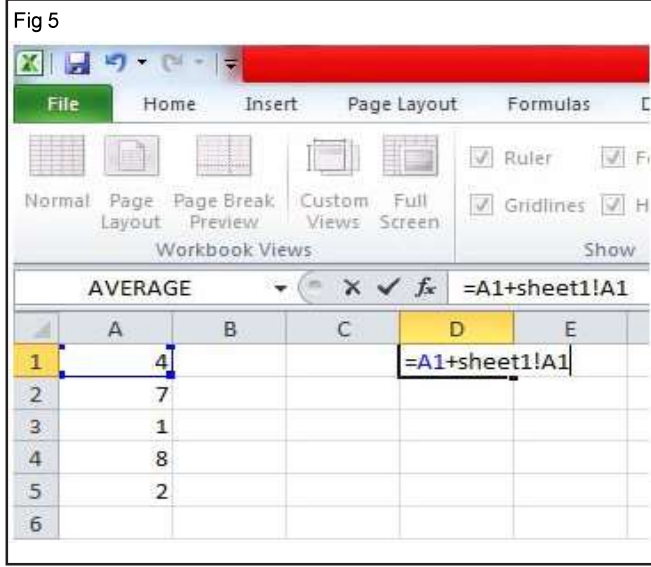 Fig 5
File Home Insert Page Layout Formulas
Normal Page Layout Page Break Preview Custom Views Full Screen Ruler Gridlines
Workbook Views Show
AVERAGE fx =A1+sheet1!A1
A B C D E
1 4 =A1+sheet1!A1
2 7
3 1
4 8
5 2
6